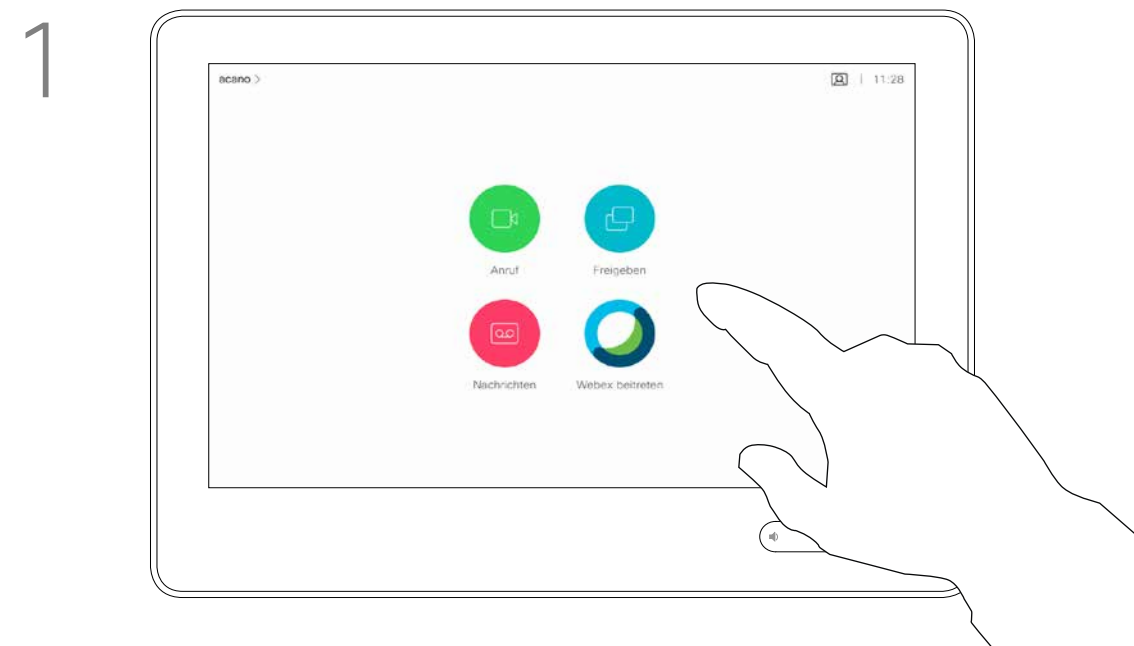 1
acano >
11:28
Anruf
Freigeben
Nachrichten
Webex beitreten